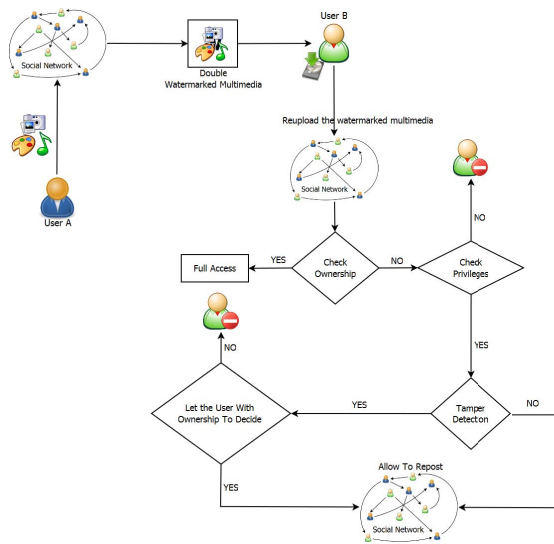 User B
Social Network
Double
Watermarked Multimedia
Reupload the watermarked multimedia
Social Network
User A
NO
Full Access
YES
Check
Ownership
NO
Check
Privileges
NO
YES
Let the User With
Ownership To Decide
YES
Tamper
Detecton
NO
YES
Allow To Repost
Social Network